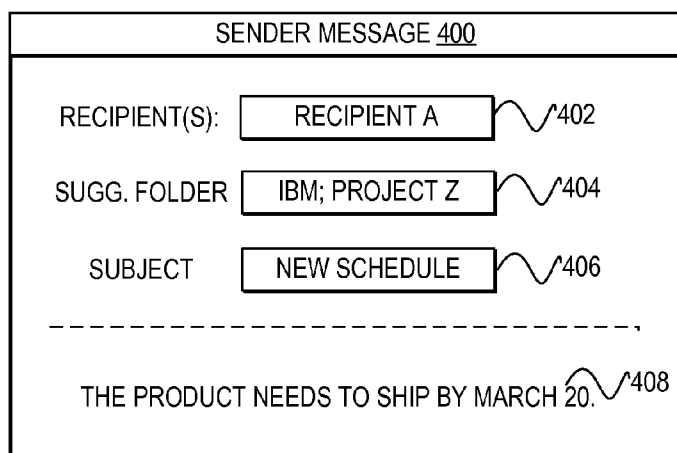 SENDER MESSAGE 400
RECIPIENT(S): RECIPIENT A 402
SUGG. FOLDER IBM; PROJECT Z 404
SUBJECT NEW SCHEDULE 406
THE PRODUCT NEEDS TO SHIP BY MARCH 20. 408